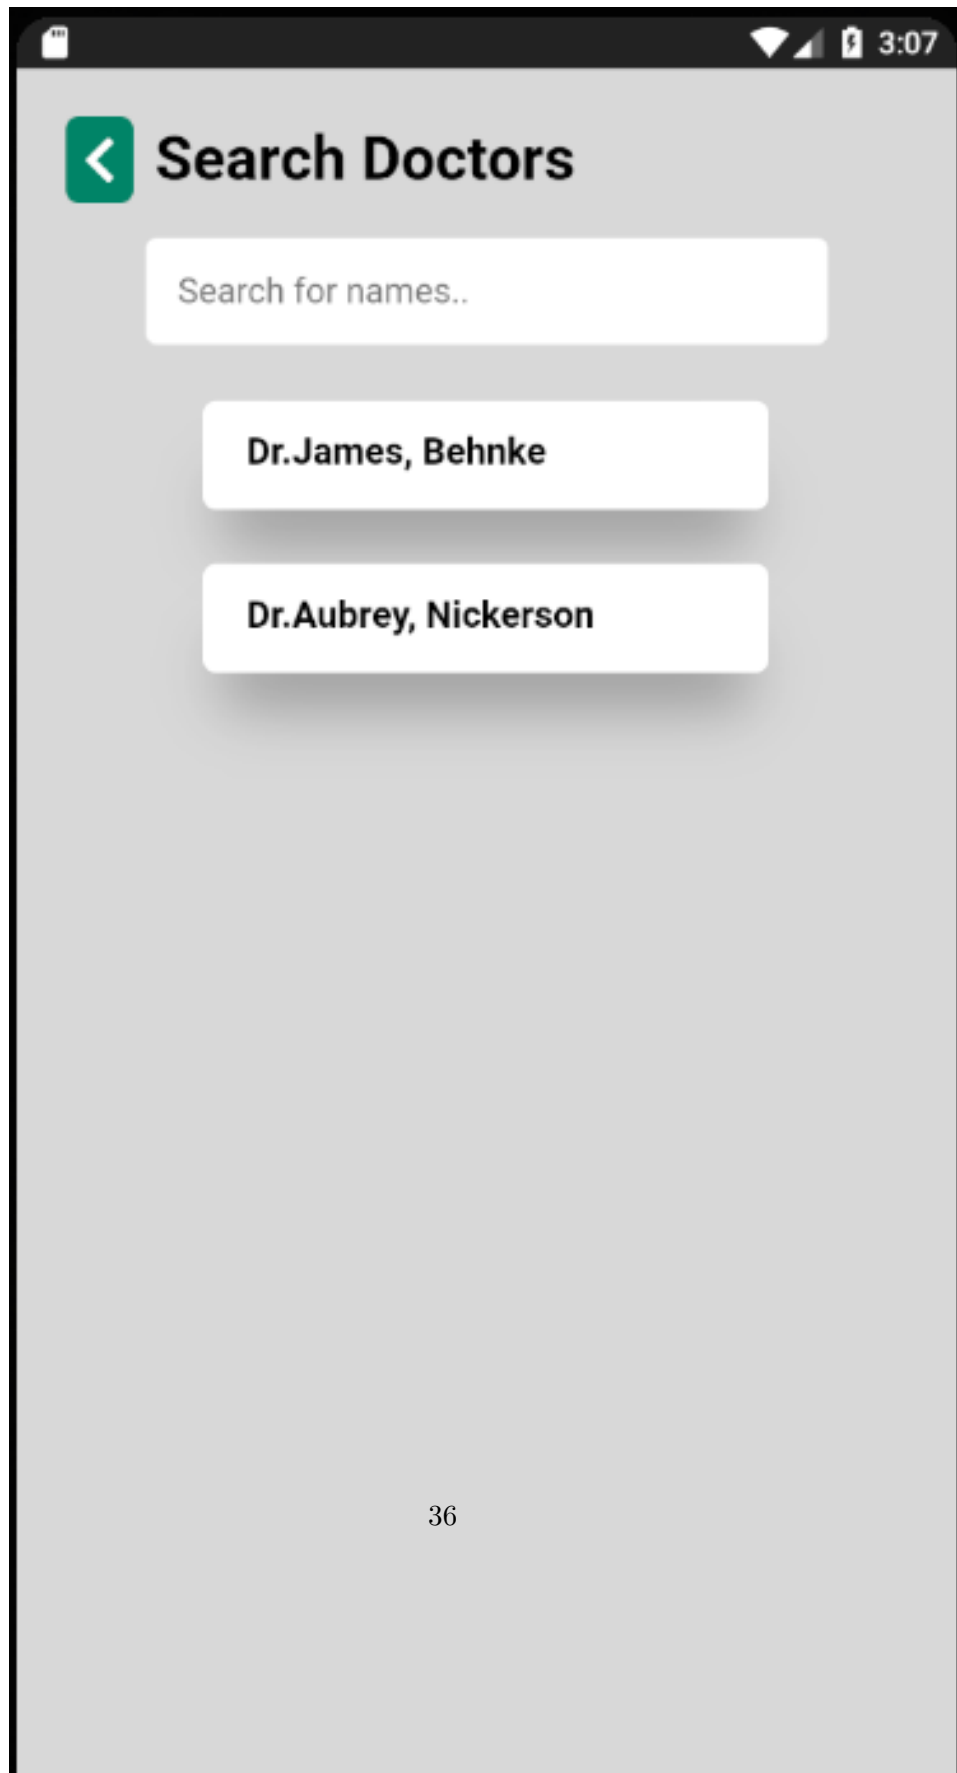 3:07
Search Doctors
Search for names..
Dr.James, Behnke
Dr.Aubrey, Nickerson
36